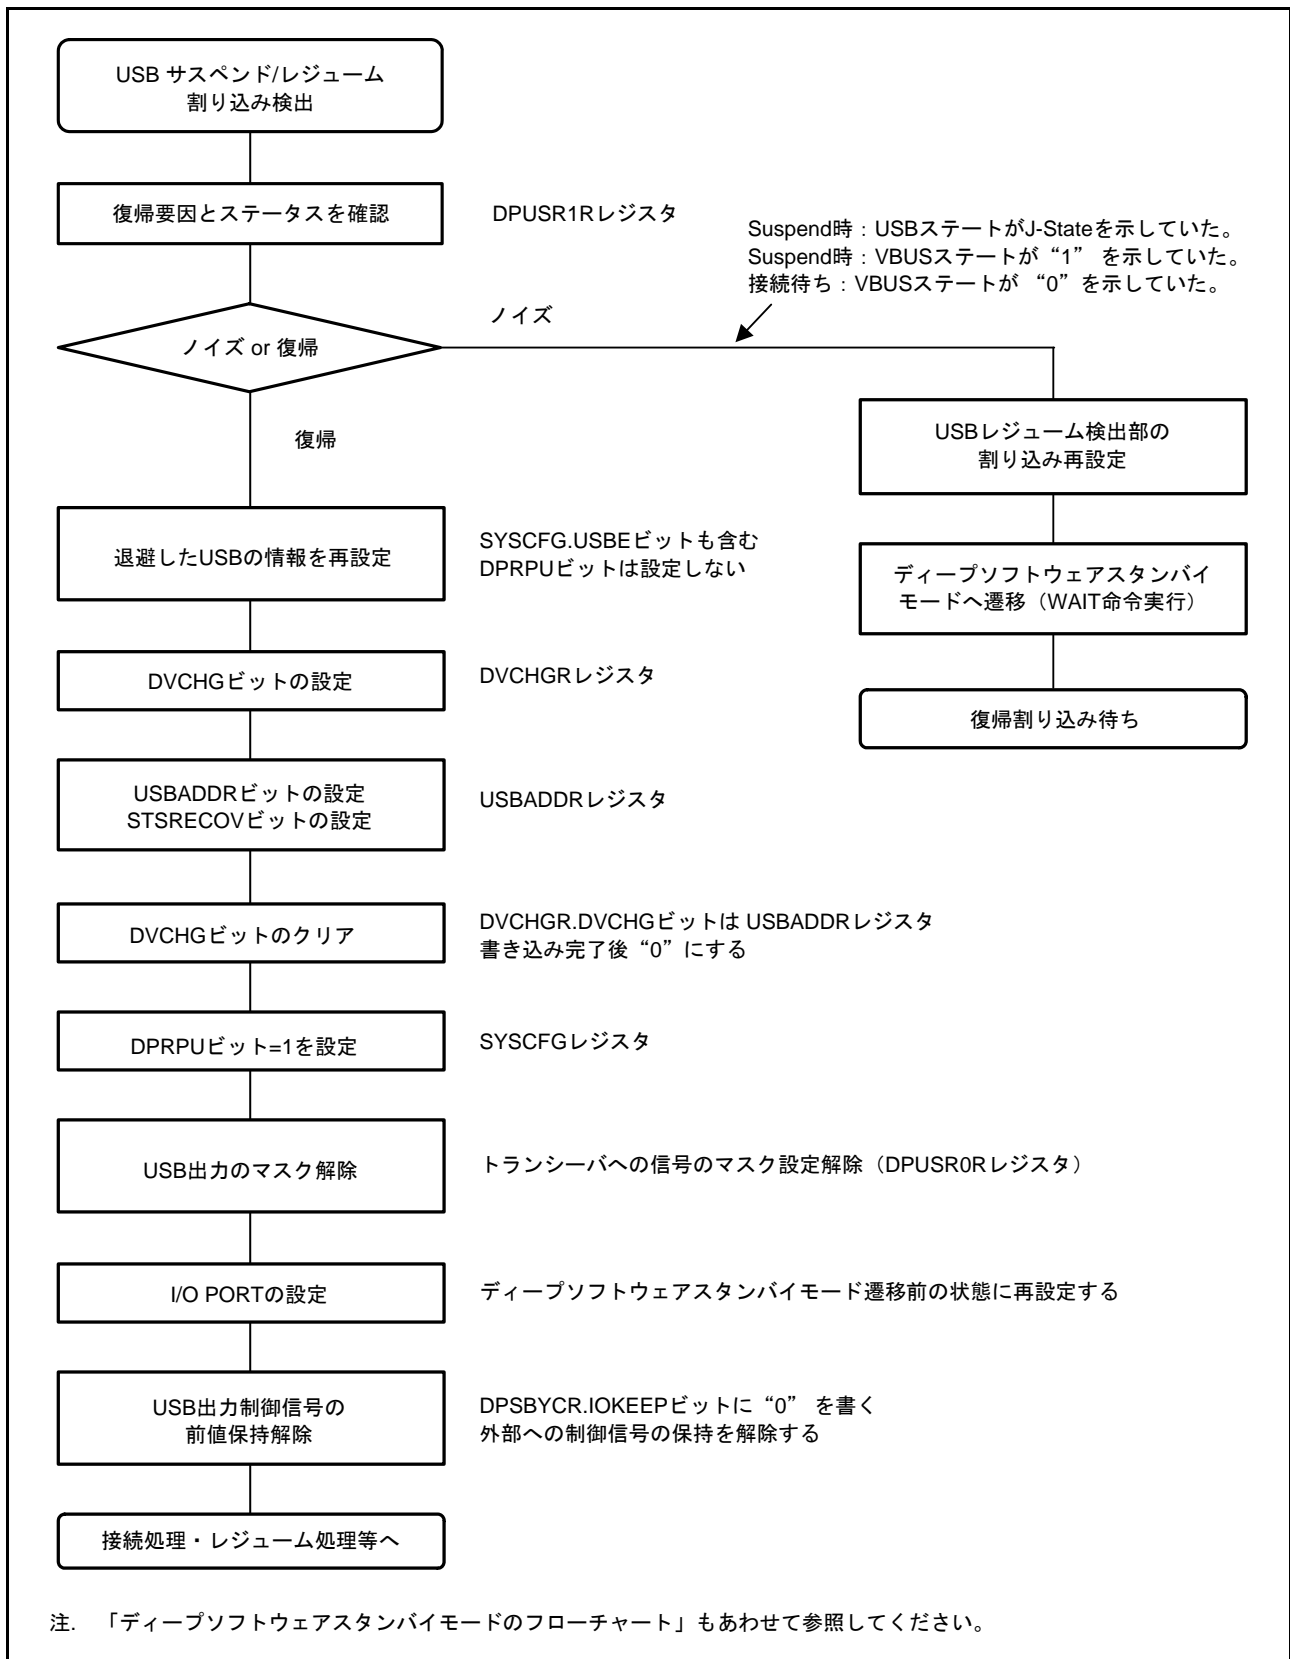 USB サスペンド/レジューム
割り込み検出
復帰要因とステータスを確認
DPUSR1Rレジスタ
Suspend時：USBステートがJ-Stateを示していた。
Suspend時：VBUSステートが“1” を示していた。
接続待ち：VBUSステートが “0”を示していた。
ノイズ or 復帰
ノイズ
復帰
USBレジューム検出部の
割り込み再設定
ディープソフトウェアスタンバイ
モードへ遷移（WAIT命令実行）
復帰割り込み待ち
退避したUSBの情報を再設定
SYSCFG.USBEビットも含む
DPRPUビットは設定しない
DVCHGビットの設定
DVCHGRレジスタ
USBADDRビットの設定
STSRECOVビットの設定
USBADDRレジスタ
DVCHGビットのクリア
DVCHGR.DVCHGビットは USBADDRレジスタ
書き込み完了後“0”にする
DPRPUビット=1を設定
SYSCFGレジスタ
USB出力のマスク解除
トランシーバへの信号のマスク設定解除（DPUSR0Rレジスタ）
I/O PORTの設定
ディープソフトウェアスタンバイモード遷移前の状態に再設定する
USB出力制御信号の
前値保持解除
DPSBYCR.IOKEEPビットに“0” を書く
外部への制御信号の保持を解除する
接続処理・レジューム処理等へ
注. 「ディープソフトウェアスタンバイモードのフローチャート」もあわせて参照してください。